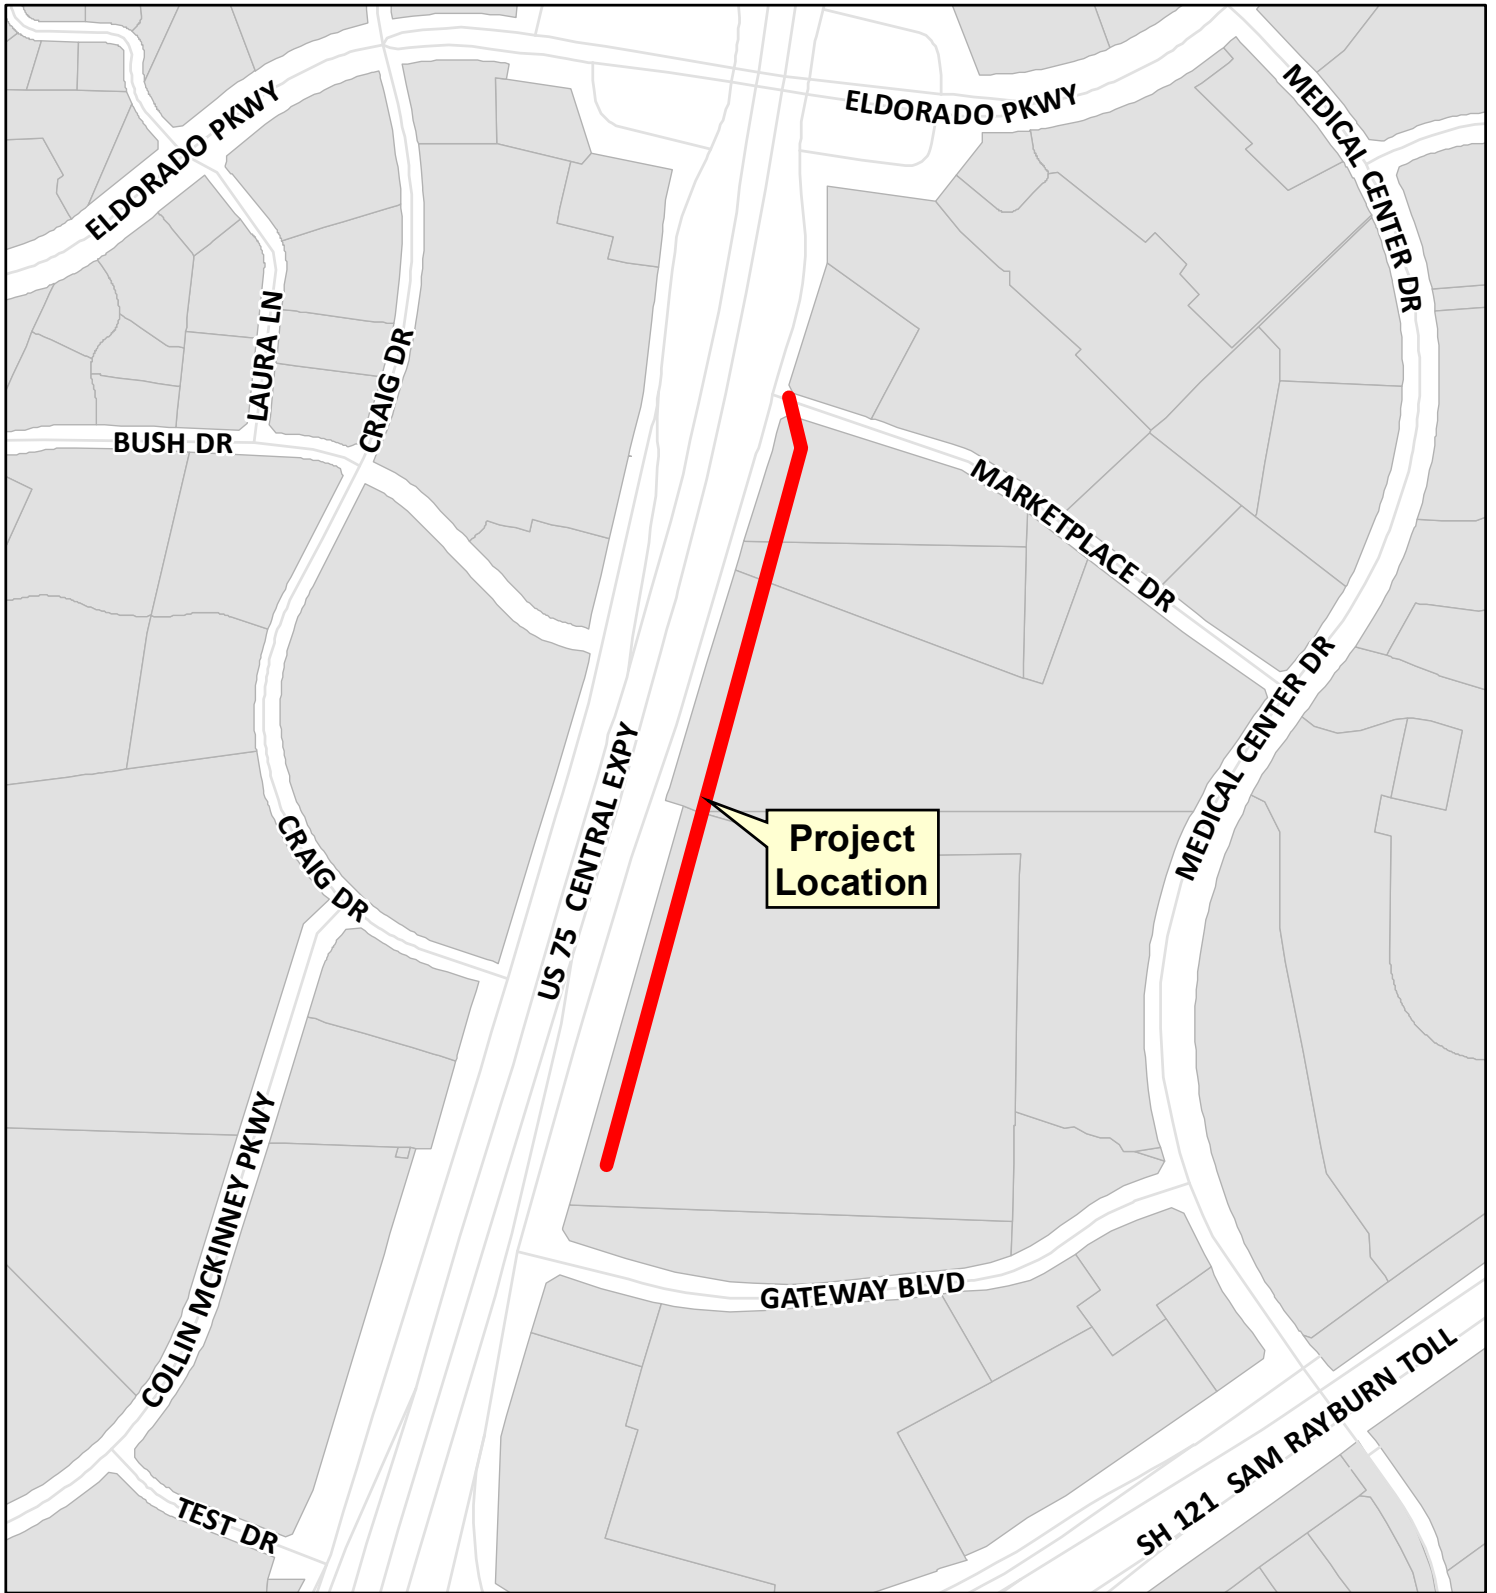 ELDORADO PKWY
ELDORADO PKWY
MEDICAL CENTER DR
LAURA LN
CRAIG DR
BUSH DR
MARKETPLACE DR
MEDICAL CENTER DR
US 75 CENTRAL EXPY
Project
Location
CRAIG DR
COLLIN MCKINNEY PKWY
GATEWAY BLVD
SH 121 SAM RAYBURN TOLL
TEST DR